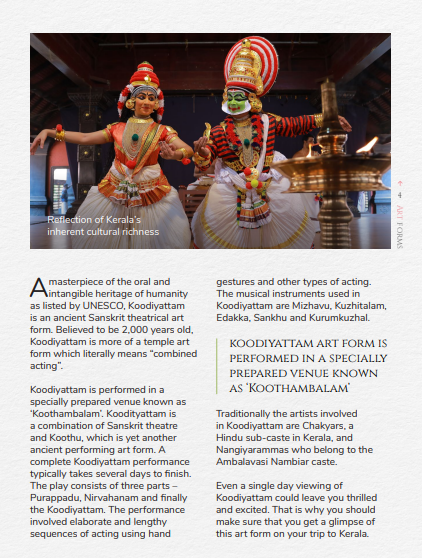 Reflection of Kerala's
inherent cultural richness
4 ART FORMS
A masterpiece of the oral and
intangible heritage of humanity
as listed by UNESCO, Koodiyattam
is an ancient Sanskrit theatrical art
form. Believed to be 2,000 years old,
Koodiyattam is more of a temple art
form which literally means “combined
acting”.
Koodiyattam is performed in a
specially prepared venue known as
‘Koothambalam’. Koodityattam is
a combination of Sanskrit theatre
and Koothu, which is yet another
ancient performing art form. A
complete Koodiyattam performance
typically takes several days to finish.
The play consists of three parts –
Purappadu, Nirvahanam and finally
the Koodiyattam. The performance
involved elaborate and lengthy
sequences of acting using hand
gestures and other types of acting.
The musical instruments used in
Koodiyattam are Mizhavu, Kuzhitalam,
Edakka, Sankhu and Kurumkuzhal.
KOODIYATTAM ART FORM IS
PERFORMED IN A SPECIALLY
PREPARED VENUE KNOWN
AS ‘KOOTHAMBALAM’
Traditionally the artists involved
in Koodiyattam are Chakyars, a
Hindu sub-caste in Kerala, and
Nangiyarammas who belong to the
Ambalavasi Nambiar caste.
Even a single day viewing of
Koodiyattam could leave you thrilled
and excited. That is why you should
make sure that you get a glimpse of
this art form on your trip to Kerala.